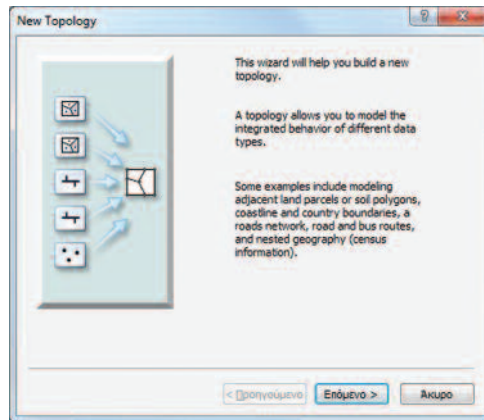 New Topology
This wizard will help you build a new
topology.
A topology allows you to model the
integrated behavior of different data
types.
Some examples include modeling
adjacent land parcels or soil polygons,
coastline and country boundaries, a
roads network, road and bus routes,
and nested geography (census
information).
< Προηγούμενο
Επόμενο >
Άκυρο